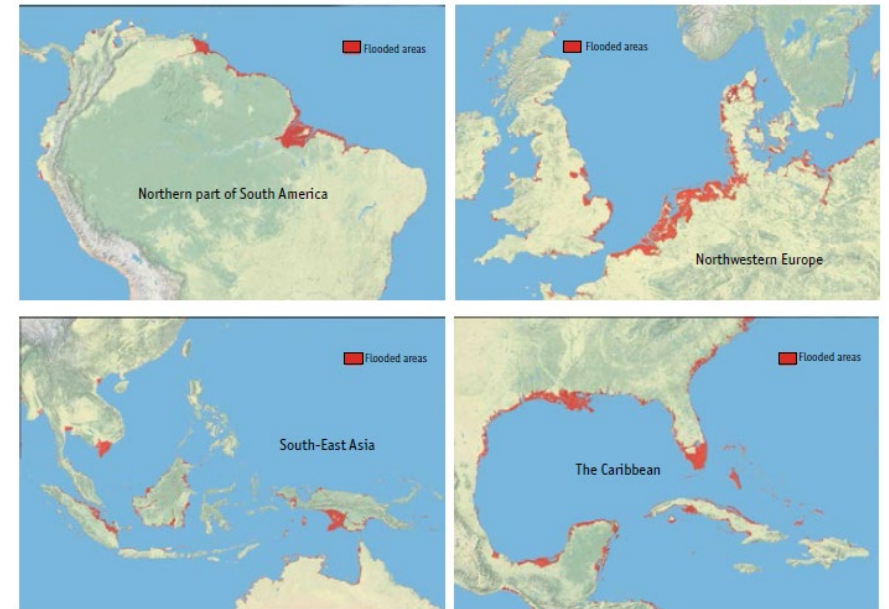 Flooded areas
Northern part of South America
Flooded areas
Northwestern Europe
Flooded areas
South-East Asia
Flooded areas
The Caribbean